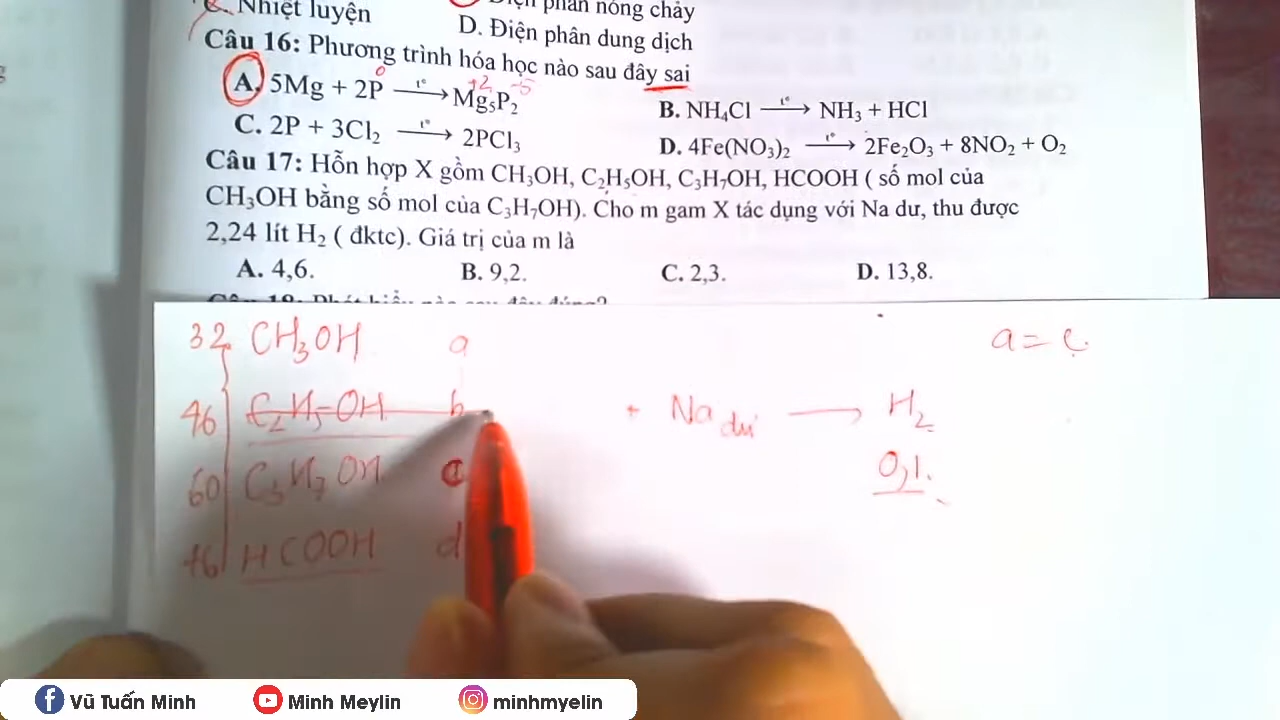 Nhiệt luyện
phân nóng chảy
D. Điện phân dung dịch
Câu 16: Phương trình hóa học nào sau đây sai
0 +2 -5
A. 5Mg + 2P —t°→ Mg₅P₂
B. NH₄Cl —t°→ NH₃ + HCl
C. 2P + 3Cl₂ —t°→ 2PCl₃
D. 4Fe(NO₃)₂ —t°→ 2Fe₂O₃ + 8NO₂ + O₂
Câu 17: Hỗn hợp X gồm CH₃OH, C₂H₅OH, C₃H₇OH, HCOOH ( số mol của
CH₃OH bằng số mol của C₃H₇OH). Cho m gam X tác dụng với Na dư, thu được
2,24 lít H₂ ( đktc). Giá trị của m là
A. 4,6. B. 9,2. C. 2,3. D. 13,8.
32 CH₃OH a a = c
46 C₂H₅OH b + Na dư → H₂
60 C₃H₇OH 0,1.
46 HCOOH d
Vũ Tuấn Minh Minh Meylin minhmyelin